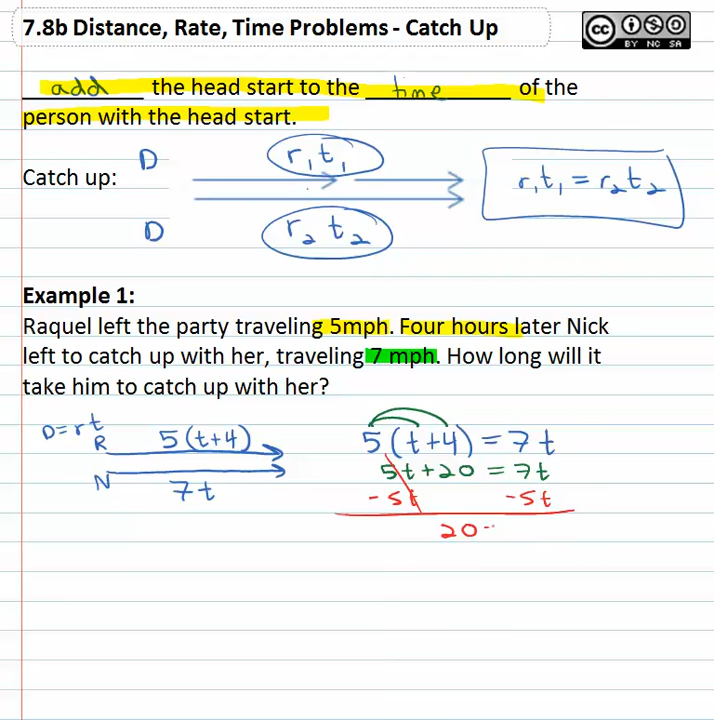 7.8b Distance, Rate, Time Problems - Catch Up
cc BY NC SA
add the head start to the time of the
person with the head start.
D r₁t₁
Catch up: r₁t₁ = r₂t₂
D r₂t₂
Example 1:
Raquel left the party traveling 5mph. Four hours later Nick
left to catch up with her, traveling 7 mph. How long will it
take him to catch up with her?
D=rt
R 5(t+4) 5(t+4)=7t
N 7t 5t+20=7t
-5t -5t
20